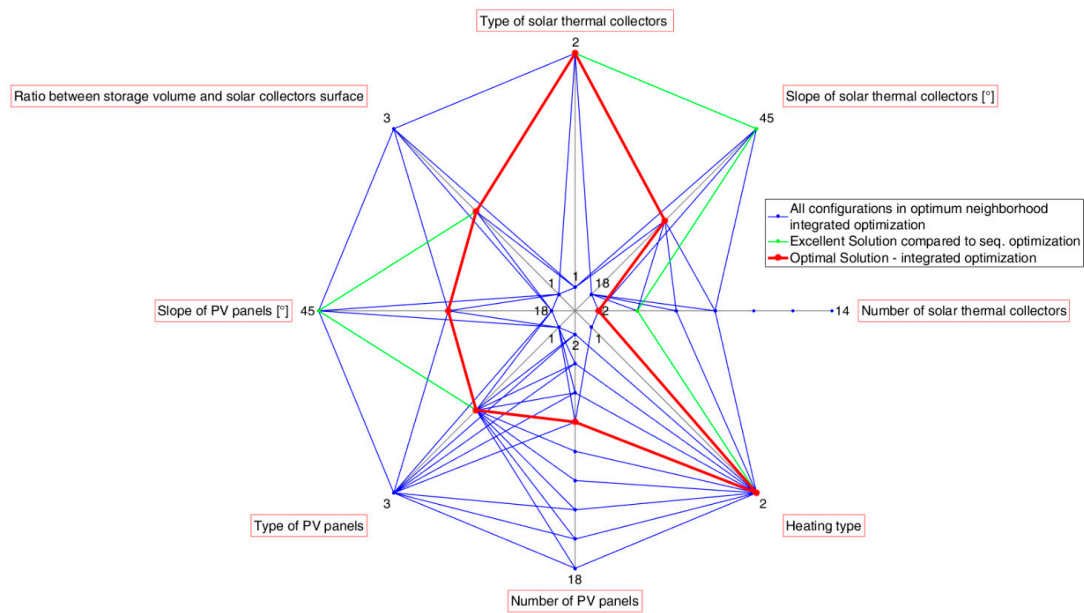 Type of solar thermal collectors
2
Ratio between storage volume and solar collectors surface
3
Slope of solar thermal collectors [°]
45
All configurations in optimum neighborhood
integrated optimization
Excellent Solution compared to seq. optimization
Optimal Solution - integrated optimization
1
1
18
Slope of PV panels [°]
45
18
2
14
Number of solar thermal collectors
1
2
1
3
2
Type of PV panels
Heating type
18
Number of PV panels